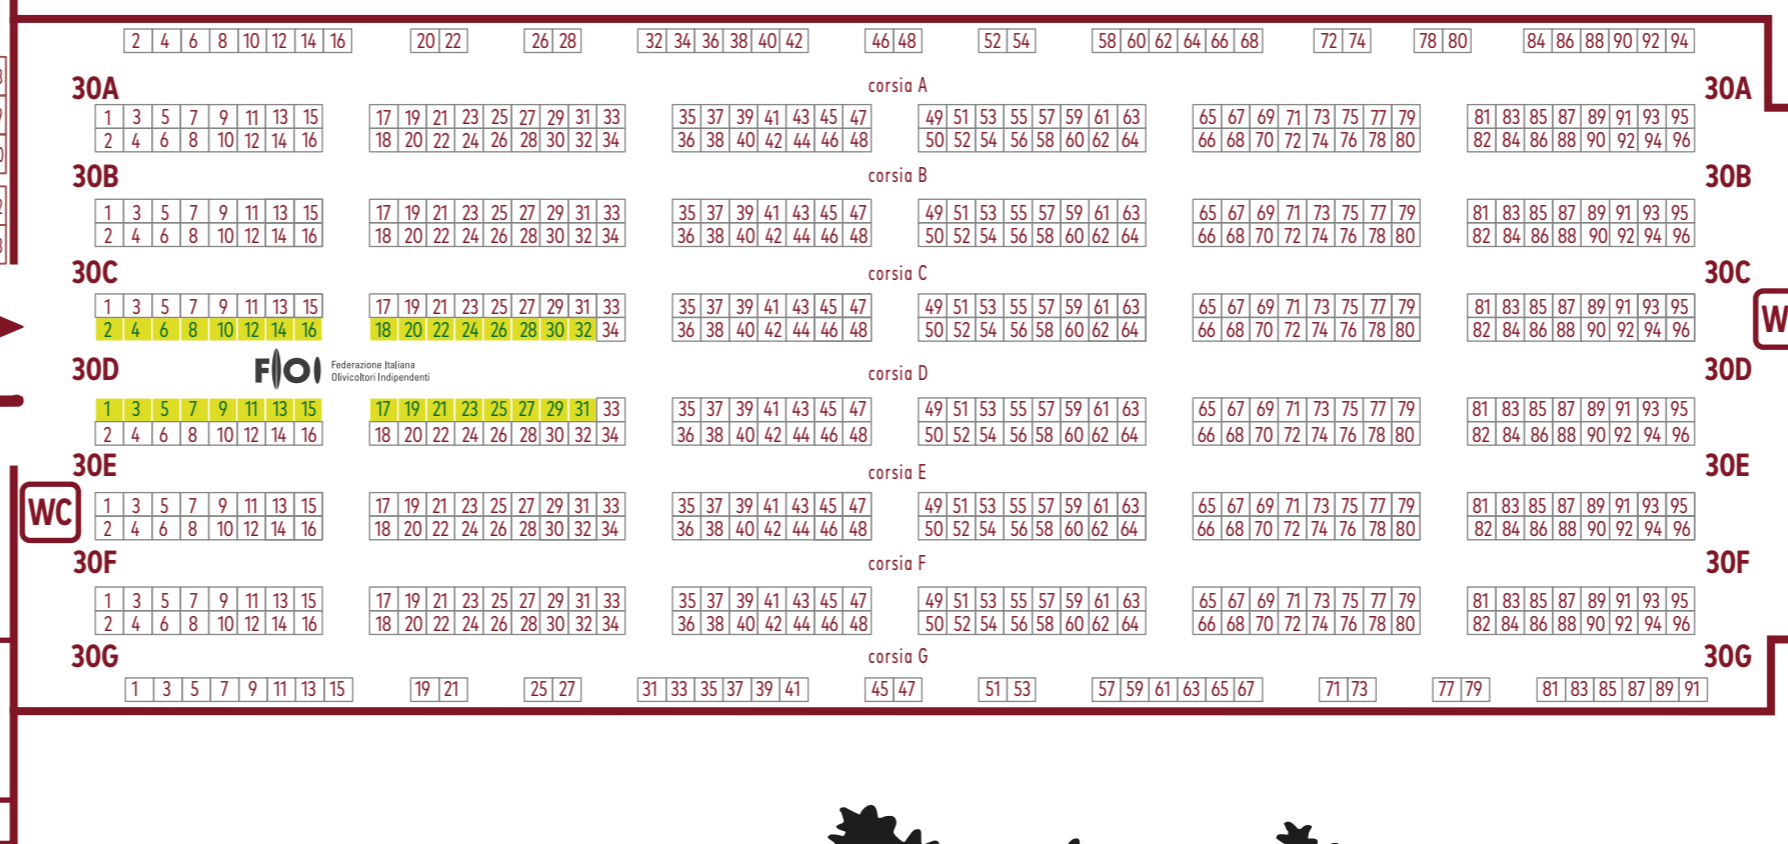 2 4 6 8 10 12 14 16 20 22 26 28 32 34 36 38 40 42 46 48 52 54 58 60 62 64 66 68 72 74 78 80 84 86 88 90 92 94
30A corsia A 30A
1 3 5 7 9 11 13 15 17 19 21 23 25 27 29 31 33 35 37 39 41 43 45 47 49 51 53 55 57 59 61 63 65 67 69 71 73 75 77 79 81 83 85 87 89 91 93 95
2 4 6 8 10 12 14 16 18 20 22 24 26 28 30 32 34 36 38 40 42 44 46 48 50 52 54 56 58 60 62 64 66 68 70 72 74 76 78 80 82 84 86 88 90 92 94 96
30B corsia B 30B
1 3 5 7 9 11 13 15 17 19 21 23 25 27 29 31 33 35 37 39 41 43 45 47 49 51 53 55 57 59 61 63 65 67 69 71 73 75 77 79 81 83 85 87 89 91 93 95
2 4 6 8 10 12 14 16 18 20 22 24 26 28 30 32 34 36 38 40 42 44 46 48 50 52 54 56 58 60 62 64 66 68 70 72 74 76 78 80 82 84 86 88 90 92 94 96
30C corsia C 30C
1 3 5 7 9 11 13 15 17 19 21 23 25 27 29 31 33 35 37 39 41 43 45 47 49 51 53 55 57 59 61 63 65 67 69 71 73 75 77 79 81 83 85 87 89 91 93 95
2 4 6 8 10 12 14 16 18 20 22 24 26 28 30 32 34 36 38 40 42 44 46 48 50 52 54 56 58 60 62 64 66 68 70 72 74 76 78 80 82 84 86 88 90 92 94 96
30D FIOI Federazione Italiana
Olivicoltori Indipendenti
corsia D 30D
1 3 5 7 9 11 13 15 17 19 21 23 25 27 29 31 33 35 37 39 41 43 45 47 49 51 53 55 57 59 61 63 65 67 69 71 73 75 77 79 81 83 85 87 89 91 93 95
2 4 6 8 10 12 14 16 18 20 22 24 26 28 30 32 34 36 38 40 42 44 46 48 50 52 54 56 58 60 62 64 66 68 70 72 74 76 78 80 82 84 86 88 90 92 94 96
30E corsia E 30E
WC
1 3 5 7 9 11 13 15 17 19 21 23 25 27 29 31 33 35 37 39 41 43 45 47 49 51 53 55 57 59 61 63 65 67 69 71 73 75 77 79 81 83 85 87 89 91 93 95
2 4 6 8 10 12 14 16 18 20 22 24 26 28 30 32 34 36 38 40 42 44 46 48 50 52 54 56 58 60 62 64 66 68 70 72 74 76 78 80 82 84 86 88 90 92 94 96
30F corsia F 30F
1 3 5 7 9 11 13 15 17 19 21 23 25 27 29 31 33 35 37 39 41 43 45 47 49 51 53 55 57 59 61 63 65 67 69 71 73 75 77 79 81 83 85 87 89 91 93 95
2 4 6 8 10 12 14 16 18 20 22 24 26 28 30 32 34 36 38 40 42 44 46 48 50 52 54 56 58 60 62 64 66 68 70 72 74 76 78 80 82 84 86 88 90 92 94 96
30G corsia G 30G
1 3 5 7 9 11 13 15 19 21 25 27 31 33 35 37 39 41 45 47 51 53 57 59 61 63 65 67 71 73 77 79 81 83 85 87 89 91